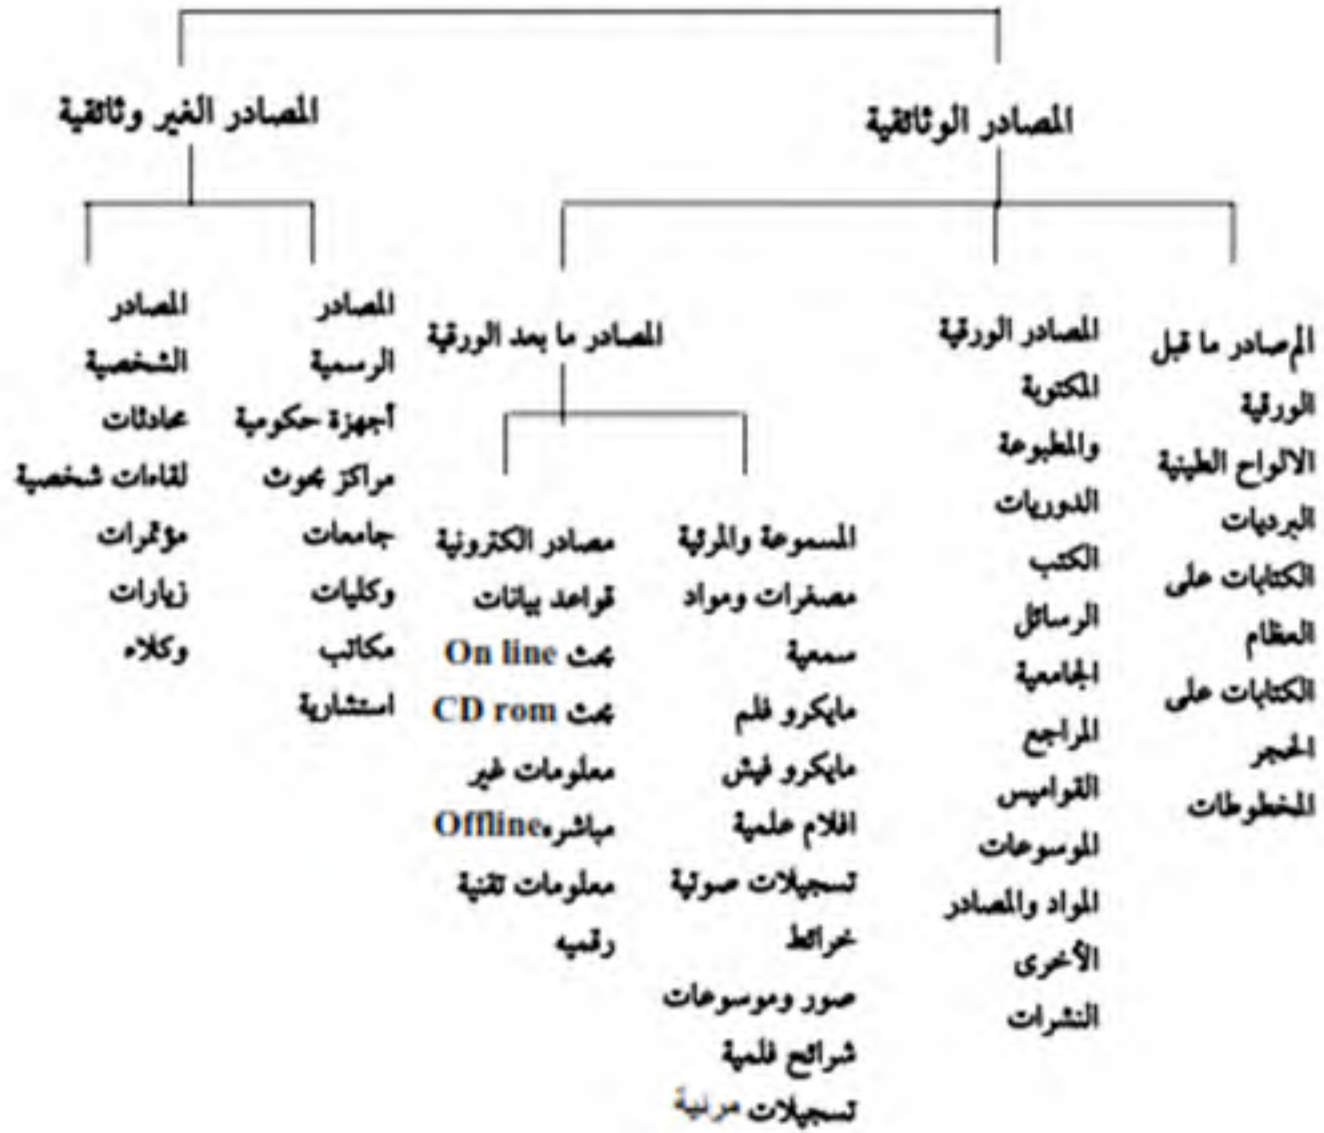 المصادر الوثائقية
المصادر الغير وثائقية
الم صادر ما قبل
الورقية
الالواح الطينية
البرديات
الكتابات على
العظام
الكتابات على
الحجر
المخطوطات
المصادر الورقية
المكتوبة
والمطبوعة
الدوريات
الكتب
الرسائل
الجامعية
المراجع
القواميس
الموسوعات
المواد والمصادر
الأخرى
النشرات
المصادر ما بعد الورقية
المسموعة والمرئية
مصغرات ومواد
سمعية
مايكرو فلم
مايكرو فيش
افلام علمية
تسجيلات صوتية
خرائط
صور وموسوعات
شرائح فلمية
تسجيلات مرئية
مصادر الكترونية
قواعد بيانات
بحث On line
بحث CD rom
معلومات غير
مباشرهOffline
معلومات تقنية
رقميه
المصادر
الرسمية
أجهزة حكومية
مراكز بحوث
جامعات
وكليات
مكاتب
استشارية
المصادر
الشخصية
محادثات
لقاءات شخصية
مؤتمرات
زيارات
وكلاء